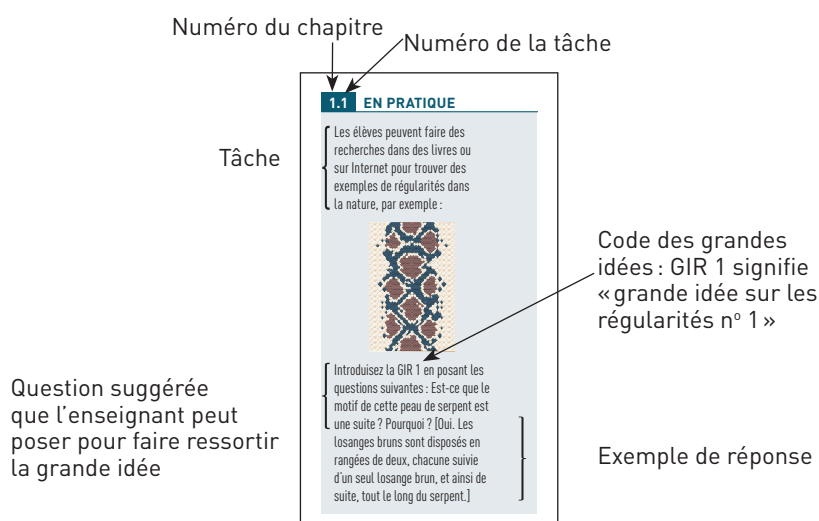 Numéro du chapitre
Numéro de la tâche
1.1 EN PRATIQUE
Tâche
Les élèves peuvent faire des
recherches dans des livres ou
sur Internet pour trouver des
exemples de régularités dans
la nature, par exemple :
Code des grandes
idées : GIR 1 signifie
« grande idée sur les
régularités nº 1 »
Introduisez la GIR 1 en posant les
questions suivantes : Est-ce que le
motif de cette peau de serpent est
une suite ? Pourquoi ? [Oui. Les
losanges bruns sont disposés en
rangées de deux, chacune suivie
d’un seul losange brun, et ainsi de
suite, tout le long du serpent.]
Question suggérée
que l’enseignant peut
poser pour faire ressortir
la grande idée
Exemple de réponse